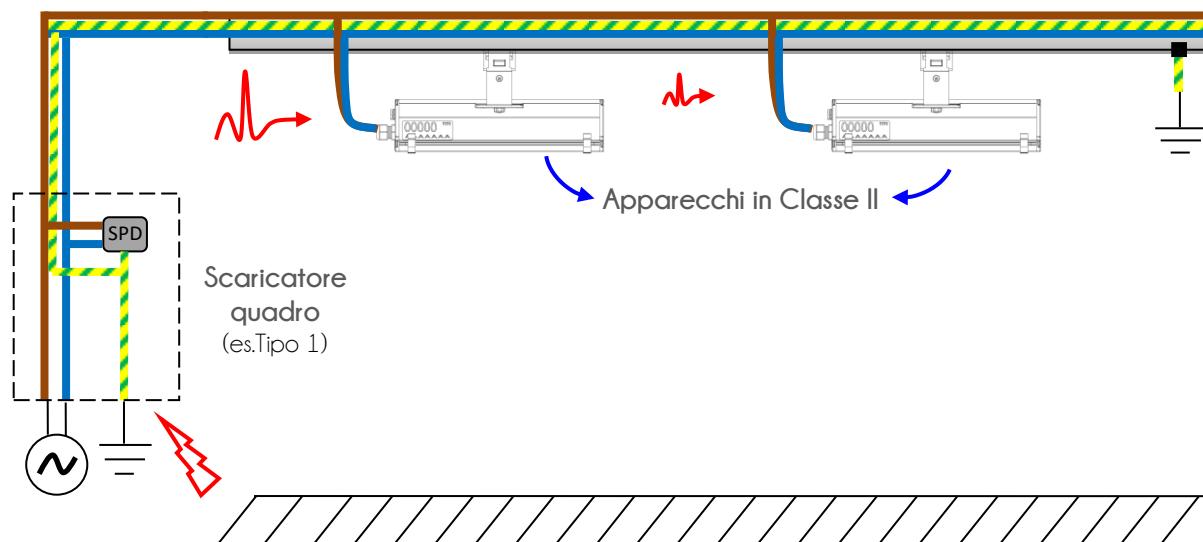 Apparecchi in Classe II
SPD
Scaricatore
quadro
(es.Tipo 1)